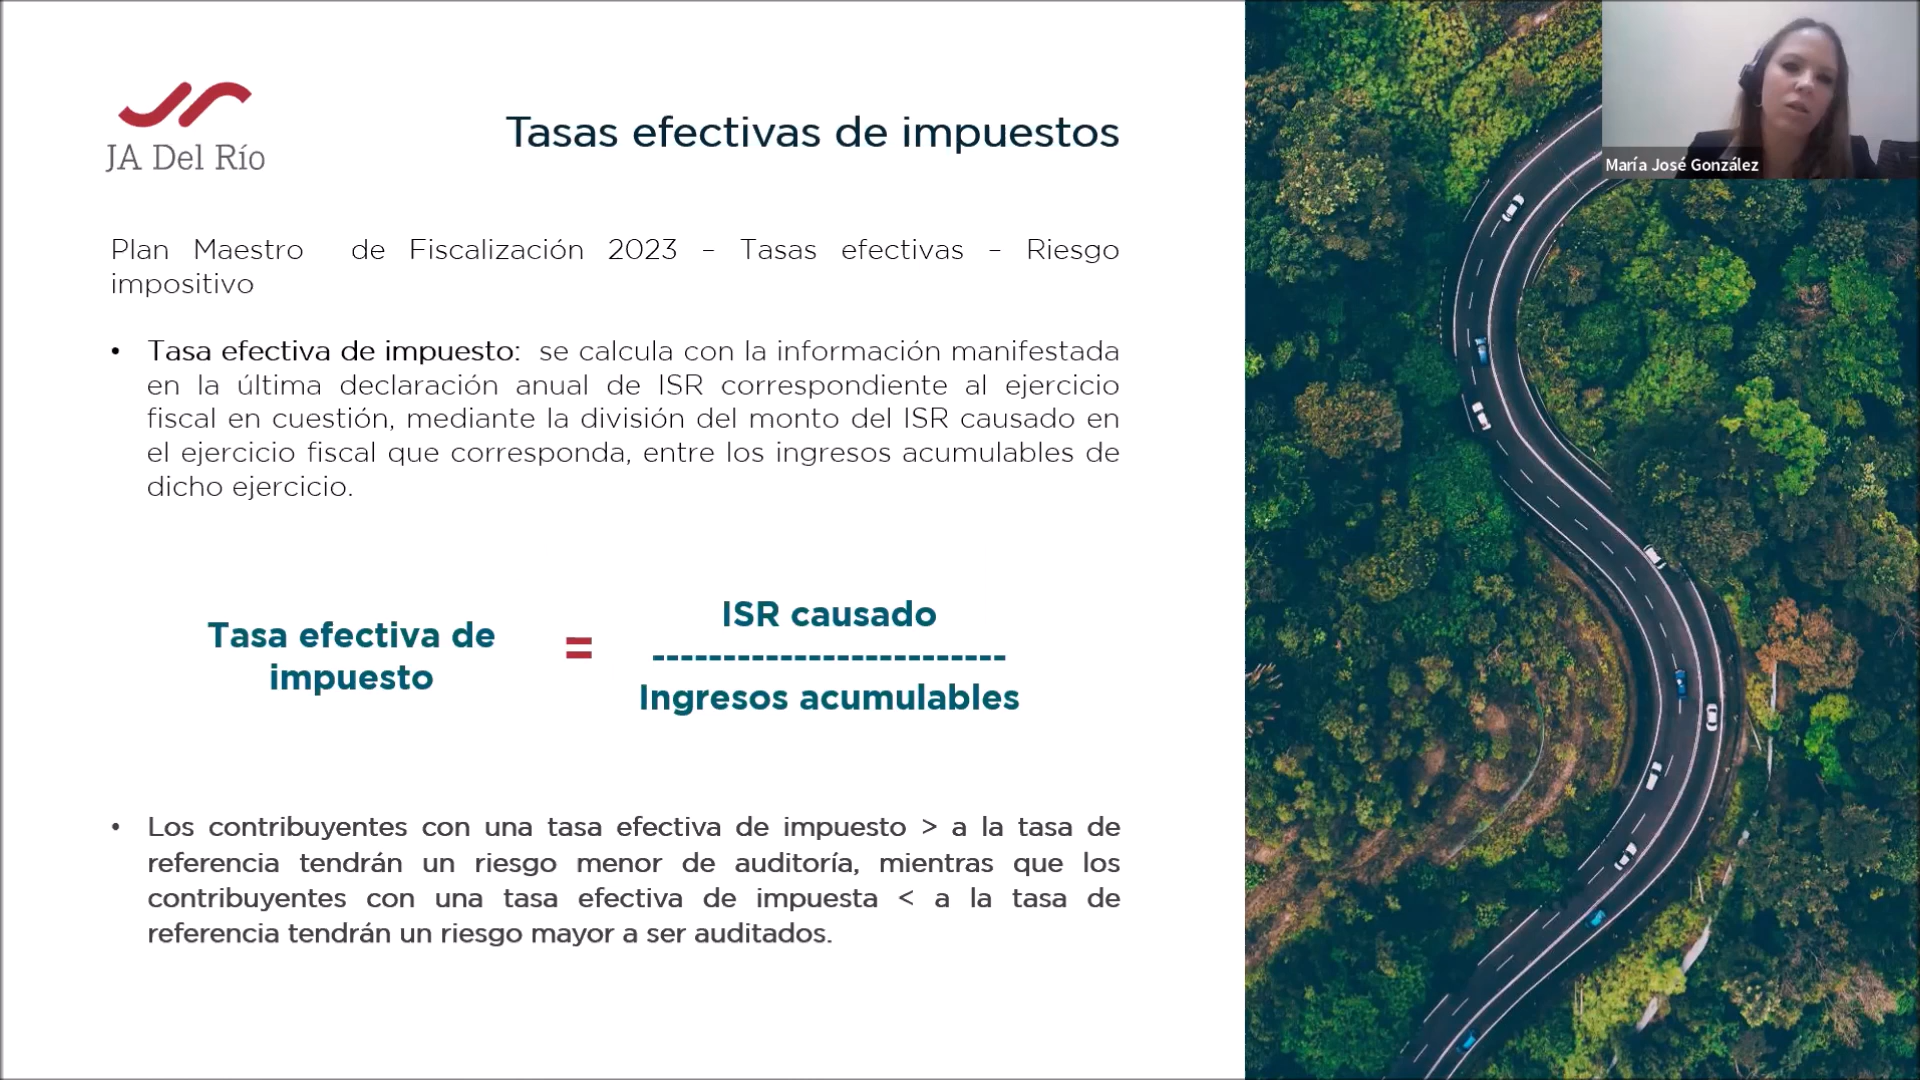 JA Del Río
Tasas efectivas de impuestos
María José González
Plan Maestro de Fiscalización 2023 – Tasas efectivas – Riesgo
impositivo
• Tasa efectiva de impuesto: se calcula con la información manifestada
en la última declaración anual de ISR correspondiente al ejercicio
fiscal en cuestión, mediante la división del monto del ISR causado en
el ejercicio fiscal que corresponda, entre los ingresos acumulables de
dicho ejercicio.
Tasa efectiva de
impuesto
=
ISR causado
-------------------------
Ingresos acumulables
• Los contribuyentes con una tasa efectiva de impuesto > a la tasa de
referencia tendrán un riesgo menor de auditoría, mientras que los
contribuyentes con una tasa efectiva de impuesta < a la tasa de
referencia tendrán un riesgo mayor a ser auditados.